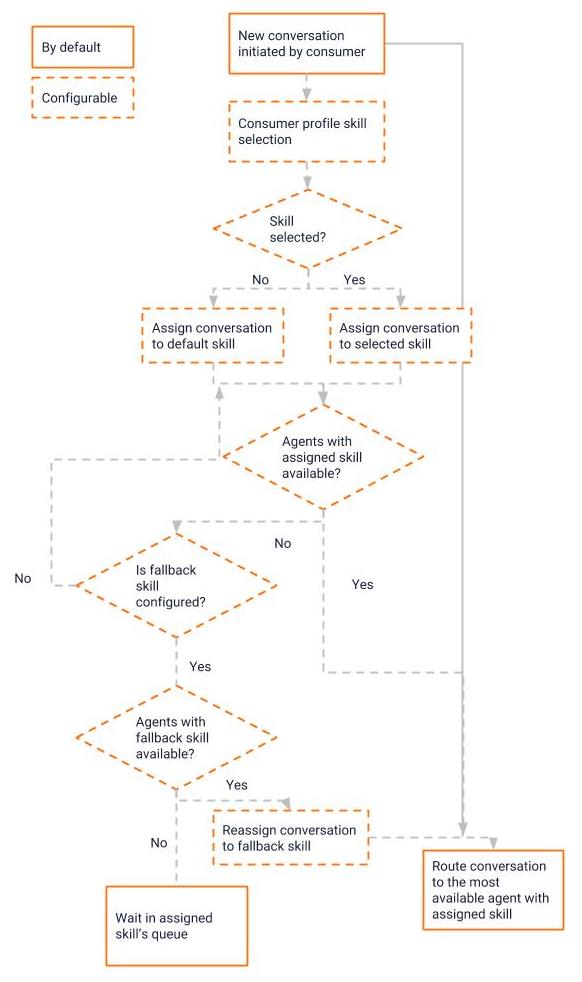 By default
Configurable
New conversation
initiated by consumer
Consumer profile skill
selection
Skill
selected?
No
Yes
Assign conversation
to default skill
Assign conversation
to selected skill
Agents with
assigned skill
available?
No
Is fallback
skill
configured?
No
Yes
Yes
Agents with
fallback skill
available?
Yes
Reassign conversation
to fallback skill
No
Route conversation
to the most
available agent with
assigned skill
Wait in assigned
skill's queue